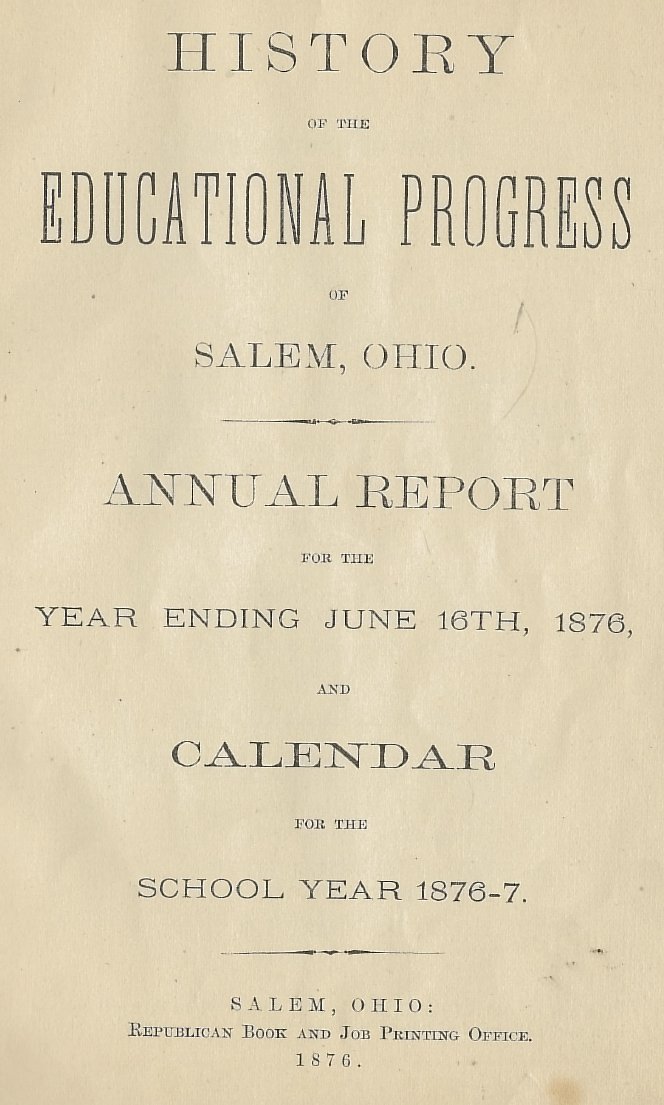 HISTORY
OF THE
EDUCATIONAL PROGRESS
OF
SALEM, OHIO.
ANNUAL REPORT
FOR THE
YEAR ENDING JUNE 16TH, 1876,
AND
CALENDAR
FOR THE
SCHOOL YEAR 1876-7.
SALEM, OHIO:
REPUBLICAN BOOK AND JOB PRINTING OFFICE.
1876.